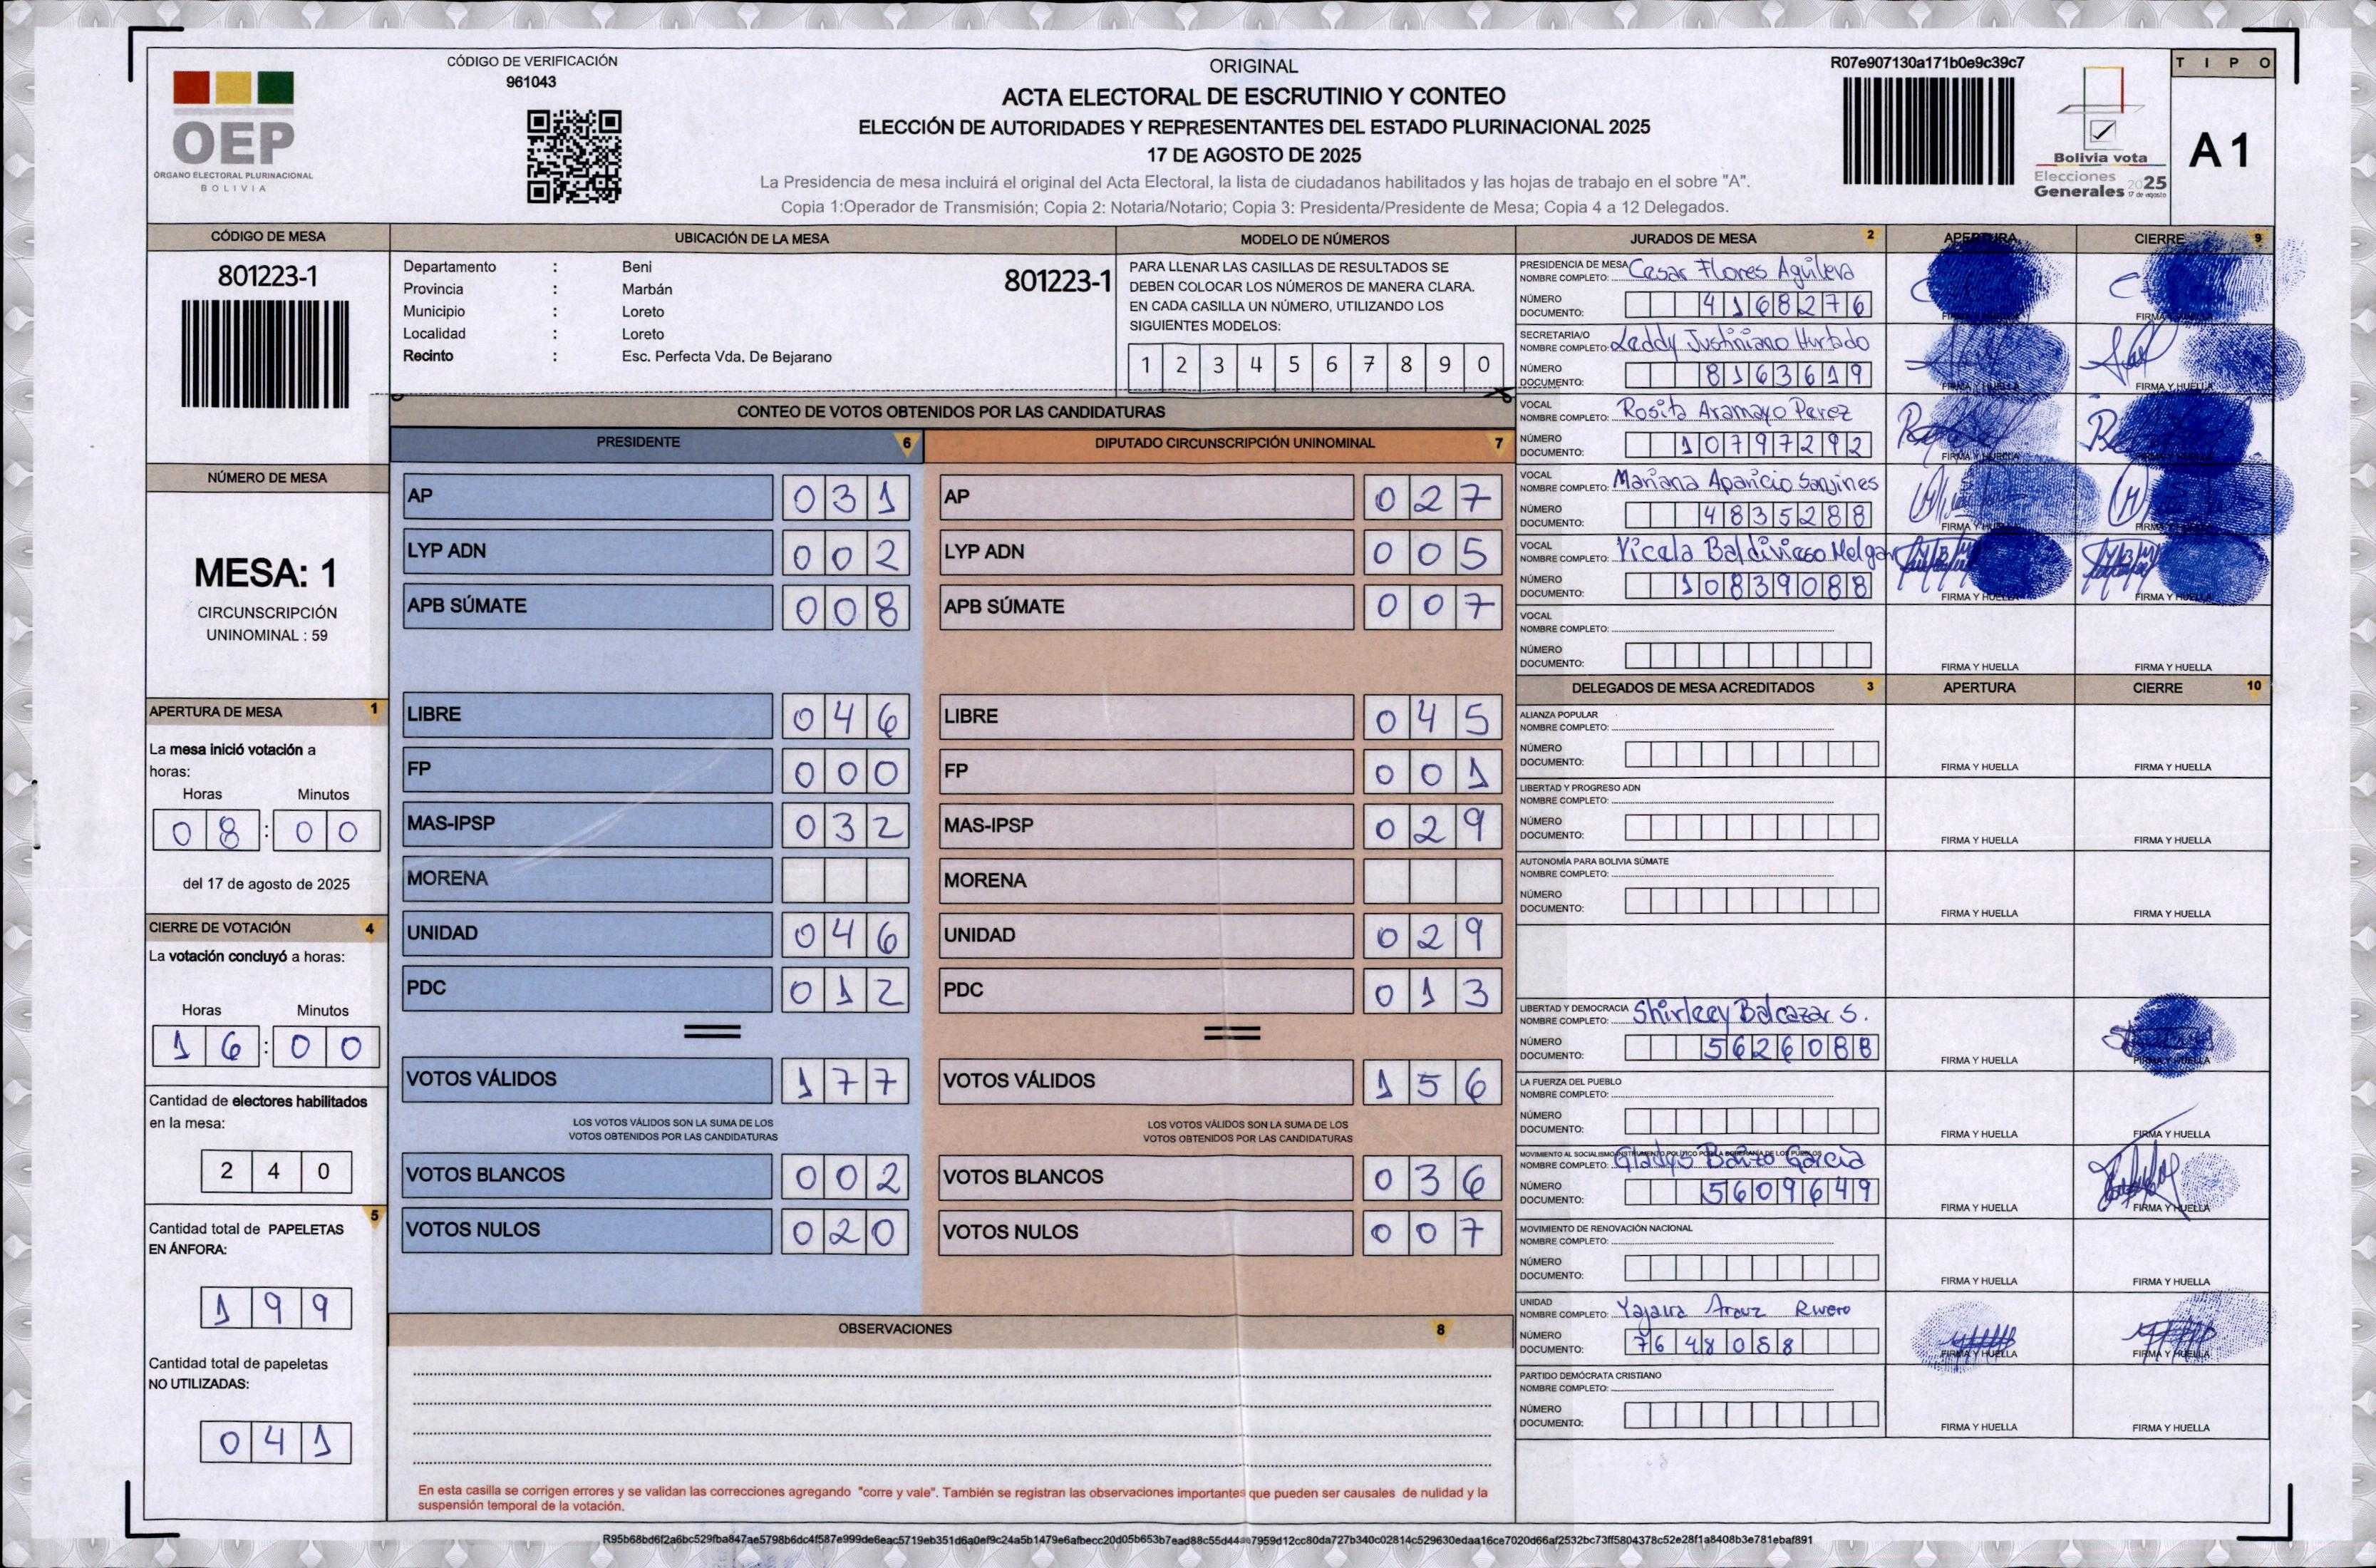 CÓDIGO DE VERIFICACIÓN
961043
OEP
ÓRGANO ELECTORAL PLURINACIONAL
BOLIVIA
ORIGINAL
ACTA ELECTORAL DE ESCRUTINIO Y CONTEO
ELECCIÓN DE AUTORIDADES Y REPRESENTANTES DEL ESTADO PLURINACIONAL 2025
17 DE AGOSTO DE 2025
La Presidencia de mesa incluirá el original del Acta Electoral, la lista de ciudadanos habilitados y las hojas de trabajo en el sobre "A".
Copia 1:Operador de Transmisión; Copia 2: Notaria/Notario; Copia 3: Presidenta/Presidente de Mesa; Copia 4 a 12 Delegados.
R07e907130a171b0e9c39c7
Bolivia vota
Elecciones
Generales 2025
17 de agosto
TIPO
A1
CÓDIGO DE MESA
801223-1
UBICACIÓN DE LA MESA
Departamento : Beni
Provincia : Marbán
Municipio : Loreto
Localidad : Loreto
Recinto : Esc. Perfecta Vda. De Bejarano
801223-1
MODELO DE NÚMEROS
PARA LLENAR LAS CASILLAS DE RESULTADOS SE
DEBEN COLOCAR LOS NÚMEROS DE MANERA CLARA.
EN CADA CASILLA UN NÚMERO, UTILIZANDO LOS
SIGUIENTES MODELOS:
1 2 3 4 5 6 7 8 9 0
NÚMERO DE MESA
MESA: 1
CIRCUNSCRIPCIÓN
UNINOMINAL : 59
APERTURA DE MESA 1
La mesa inició votación a
horas:
Horas Minutos
08 : 00
del 17 de agosto de 2025
CIERRE DE VOTACIÓN 4
La votación concluyó a horas:
Horas Minutos
16 : 00
Cantidad de electores habilitados
en la mesa:
240
5
Cantidad total de PAPELETAS
EN ÁNFORA:
199
Cantidad total de papeletas
NO UTILIZADAS:
041
CONTEO DE VOTOS OBTENIDOS POR LAS CANDIDATURAS
PRESIDENTE 6
AP 031
LYP ADN 002
APB SÚMATE 008
LIBRE 046
FP 000
MAS-IPSP 032
MORENA
UNIDAD 046
PDC 012
VOTOS VÁLIDOS 177
LOS VOTOS VÁLIDOS SON LA SUMA DE LOS
VOTOS OBTENIDOS POR LAS CANDIDATURAS
VOTOS BLANCOS 002
VOTOS NULOS 020
DIPUTADO CIRCUNSCRIPCIÓN UNINOMINAL 7
AP 027
LYP ADN 005
APB SÚMATE 007
LIBRE 045
FP 001
MAS-IPSP 029
MORENA
UNIDAD 029
PDC 013
VOTOS VÁLIDOS 156
LOS VOTOS VÁLIDOS SON LA SUMA DE LOS
VOTOS OBTENIDOS POR LAS CANDIDATURAS
VOTOS BLANCOS 036
VOTOS NULOS 007
OBSERVACIONES 8
En esta casilla se corrigen errores y se validan las correcciones agregando "corre y vale". También se registran las observaciones importantes que pueden ser causales de nulidad y la
suspensión temporal de la votación.
JURADOS DE MESA 2 APERTURA CIERRE 9
PRESIDENCIA DE MESA
NOMBRE COMPLETO: Cesar Flores Aguilera
NÚMERO
DOCUMENTO: 4168276
SECRETARIA/O
NOMBRE COMPLETO: Leddy Justiniano Hurtado
NÚMERO
DOCUMENTO: 8163619
FIRMA Y HUELLA
VOCAL
NOMBRE COMPLETO: Rosita Aramayo Perez
NÚMERO
DOCUMENTO: 10797292
FIRMA Y HUELLA
VOCAL
NOMBRE COMPLETO: Mariana Aparicio Sanjines
NÚMERO
DOCUMENTO: 4835288
VOCAL
NOMBRE COMPLETO: Baldivieso Melgar
NÚMERO
DOCUMENTO: 10839088
FIRMA Y HUELLA FIRMA Y HUELLA
VOCAL
NOMBRE COMPLETO:
NÚMERO
DOCUMENTO:
FIRMA Y HUELLA FIRMA Y HUELLA
DELEGADOS DE MESA ACREDITADOS 3 APERTURA CIERRE 10
ALIANZA POPULAR
NOMBRE COMPLETO:
NÚMERO
DOCUMENTO:
FIRMA Y HUELLA FIRMA Y HUELLA
LIBERTAD Y PROGRESO ADN
NOMBRE COMPLETO:
NÚMERO
DOCUMENTO:
FIRMA Y HUELLA FIRMA Y HUELLA
AUTONOMÍA PARA BOLIVIA SÚMATE
NOMBRE COMPLETO:
NÚMERO
DOCUMENTO:
FIRMA Y HUELLA FIRMA Y HUELLA
LIBERTAD Y DEMOCRACIA
NOMBRE COMPLETO: Shirleey Balcazar S.
NÚMERO
DOCUMENTO: 5626088
FIRMA Y HUELLA FIRMA Y HUELLA
LA FUERZA DEL PUEBLO
NOMBRE COMPLETO:
NÚMERO
DOCUMENTO:
FIRMA Y HUELLA FIRMA Y HUELLA
NOMBRE COMPLETO: Gladys Garcia
NÚMERO
DOCUMENTO: 5609649
FIRMA Y HUELLA FIRMA Y HUELLA
MOVIMIENTO DE RENOVACIÓN NACIONAL
NOMBRE COMPLETO:
NÚMERO
DOCUMENTO:
FIRMA Y HUELLA FIRMA Y HUELLA
UNIDAD
NOMBRE COMPLETO: Yajaira Arauz Rivero
NÚMERO
DOCUMENTO: 7648058
FIRMA Y HUELLA FIRMA Y HUELLA
PARTIDO DEMÓCRATA CRISTIANO
NOMBRE COMPLETO:
NÚMERO
DOCUMENTO:
FIRMA Y HUELLA FIRMA Y HUELLA